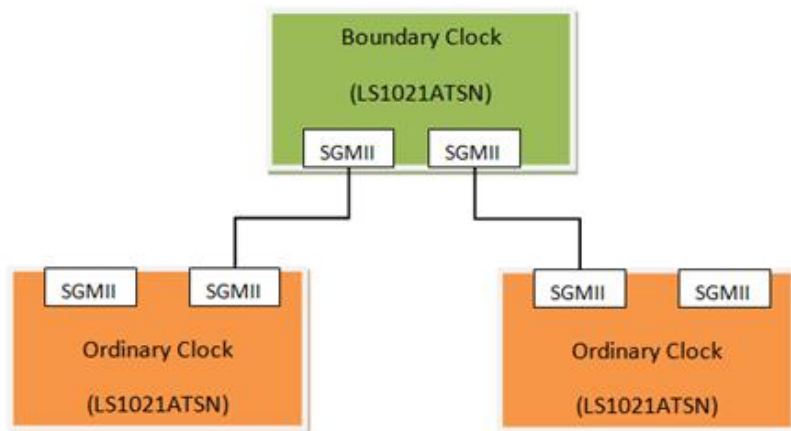 Boundary Clock
(LS1021ATSN)
SGMII
SGMII
SGMII
SGMII
Ordinary Clock
(LS1021ATSN)
SGMII
SGMII
Ordinary Clock
(LS1021ATSN)